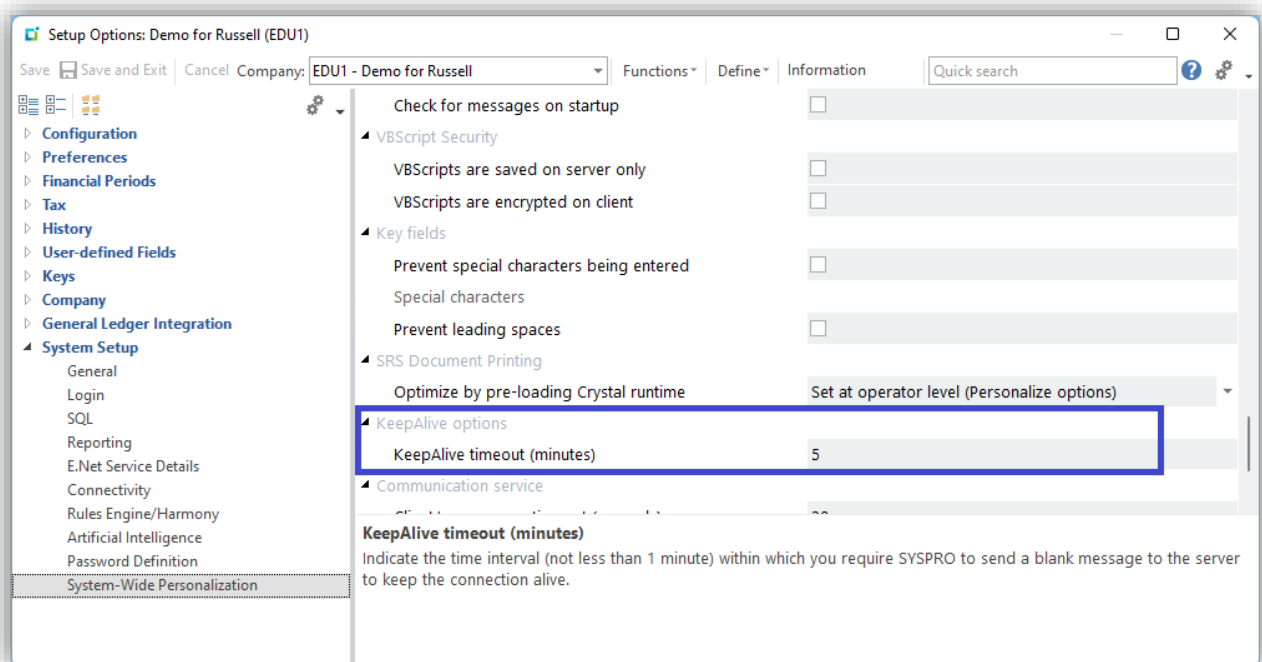 Setup Options: Demo for Russell (EDU1)
Save Save and Exit Cancel Company: EDU1 - Demo for Russell Functions Define Information Quick search
Configuration
Preferences
Financial Periods
Tax
History
User-defined Fields
Keys
Company
General Ledger Integration
System Setup
General
Login
SQL
Reporting
E.Net Service Details
Connectivity
Rules Engine/Harmony
Artificial Intelligence
Password Definition
System-Wide Personalization
Check for messages on startup
VBScript Security
VBScripts are saved on server only
VBScripts are encrypted on client
Key fields
Prevent special characters being entered
Special characters
Prevent leading spaces
SRS Document Printing
Optimize by pre-loading Crystal runtime Set at operator level (Personalize options)
KeepAlive options
KeepAlive timeout (minutes) 5
Communication service
KeepAlive timeout (minutes)
Indicate the time interval (not less than 1 minute) within which you require SYSPRO to send a blank message to the server
to keep the connection alive.